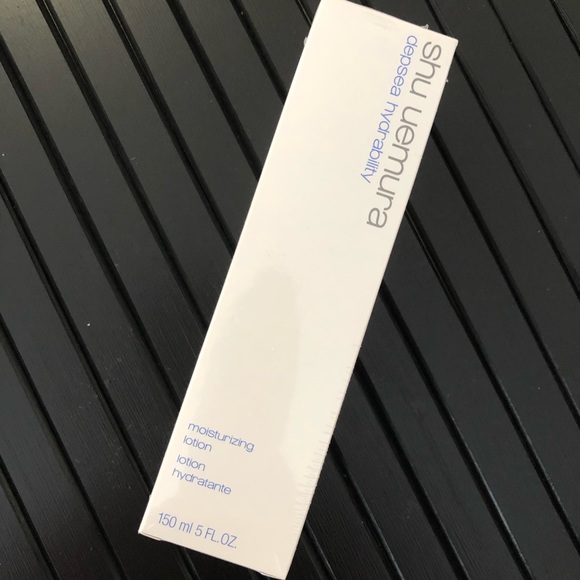 shu uemura
depsea hydrability
moisturizing
lotion
lotion
hydratante
150 ml 5 FL.OZ.